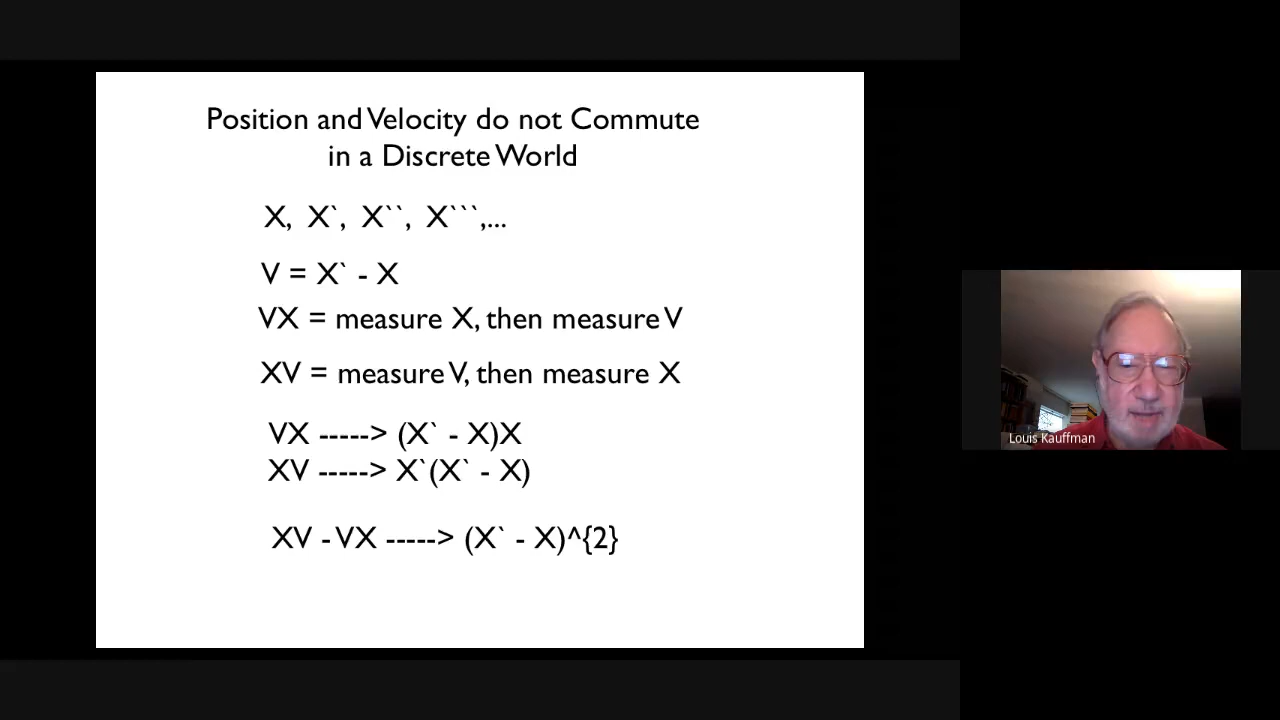 Position and Velocity do not Commute
in a Discrete World
X, X`, X``, X```,...
V = X` - X
VX = measure X, then measure V
XV = measure V, then measure X
VX -----> (X` - X)X
XV -----> X`(X` - X)
XV - VX -----> (X` - X)^{2}
Louis Kauffman